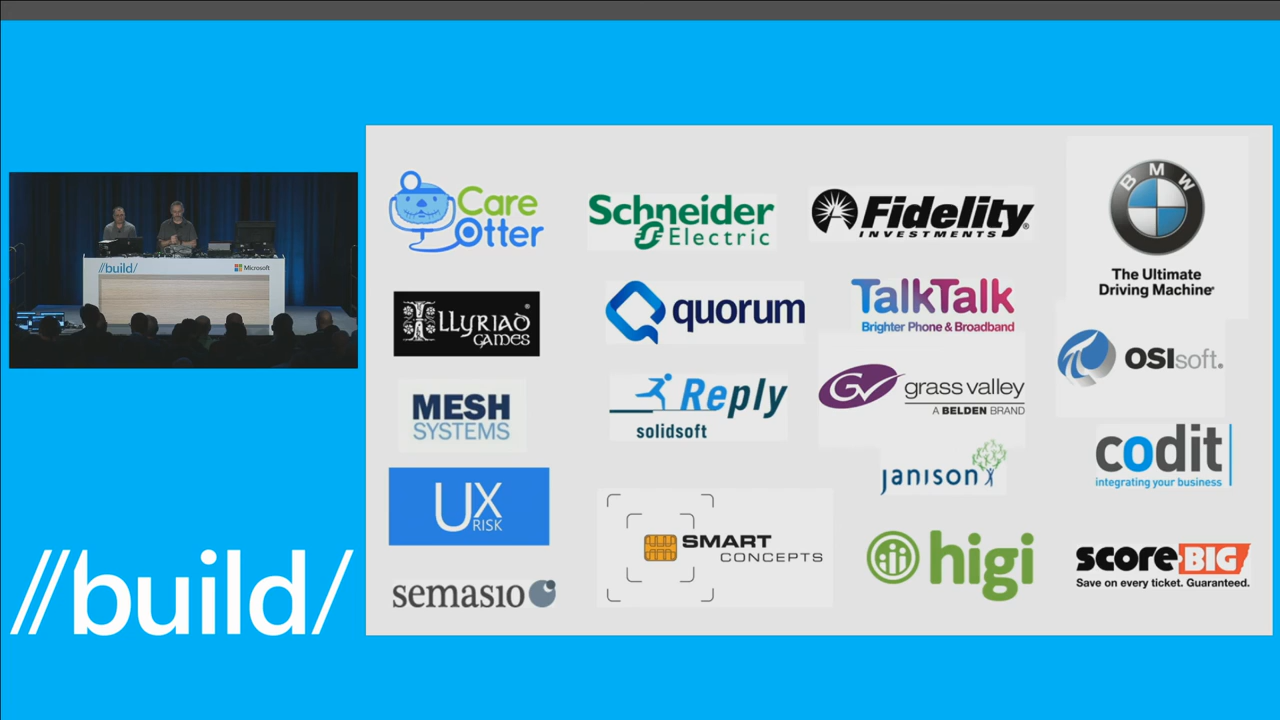 //build/
Microsoft
//build/
Care
Otter
Schneider
Electric
Fidelity®
INVESTMENTS
BMW
The Ultimate
Driving Machine®
ILLYRIAD®
GAMES
quorum
TalkTalk
Brighter Phone & Broadband
OSIsoft.
MESH
SYSTEMS
Reply
solidsoft
GV
grass valley
A BELDEN BRAND
janison
codit
integrating your business
UX
RISK
SMART
CONCEPTS
higi
scoreBIG
Save on every ticket. Guaranteed.
semasio